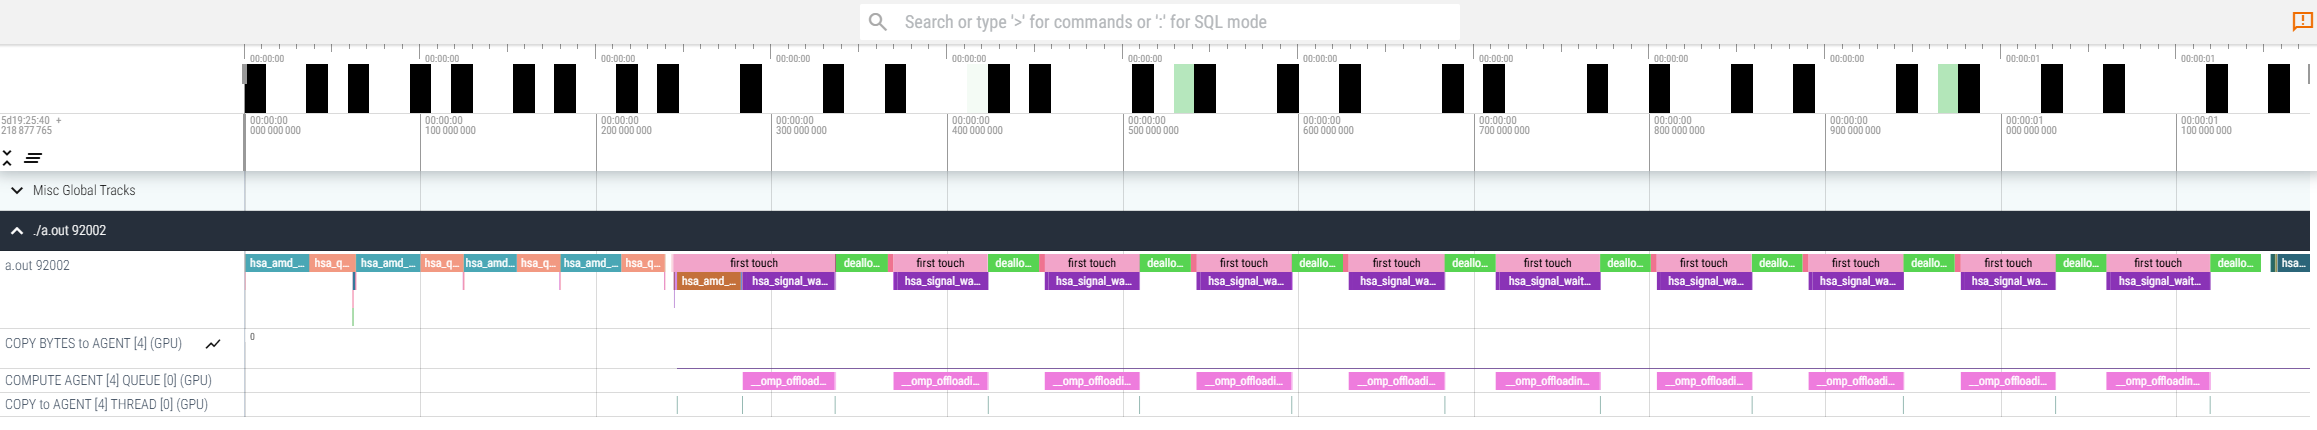 Search or type '>' for commands or ':' for SQL mode
00:00:00 00:00:00 00:00:00 00:00:00 00:00:00 00:00:00 00:00:00 00:00:00 00:00:00 00:00:00 00:00:01 00:00:01
5d19:25:40 + 00:00:00 00:00:00 00:00:00 00:00:00 00:00:00 00:00:00 00:00:00 00:00:00 00:00:00 00:00:00 00:00:01 00:00:01
218 877 765 000 000 000 100 000 000 200 000 000 300 000 000 400 000 000 500 000 000 600 000 000 700 000 000 800 000 000 900 000 000 000 000 000 100 000 000
Misc Global Tracks
./a.out 92002
a.out 92002 hsa_amd_... hsa_q... hsa_amd_... hsa_q... hsa_amd... hsa_q... hsa_amd_... hsa_q... first touch deallo... first touch deallo... first touch deallo... first touch deallo... first touch deallo... first touch deallo... first touch deallo... first touch deallo... first touch deallo... first touch deallo... hsa...
hsa_amd_... hsa_signal_wa... hsa_signal_wa... hsa_signal_wa... hsa_signal_wa... hsa_signal_wa... hsa_signal_wait... hsa_signal_wa... hsa_signal_wa... hsa_signal_wa... hsa_signal_wait...
COPY BYTES to AGENT [4] (GPU) 0
COMPUTE AGENT [4] QUEUE [0] (GPU) __omp_offload... __omp_offloadi... __omp_offloadi... __omp_offloadi... __omp_offloadi... __omp_offloadin... __omp_offloadi... __omp_offloadi... __omp_offloadi... __omp_offloadin...
COPY to AGENT [4] THREAD [0] (GPU)